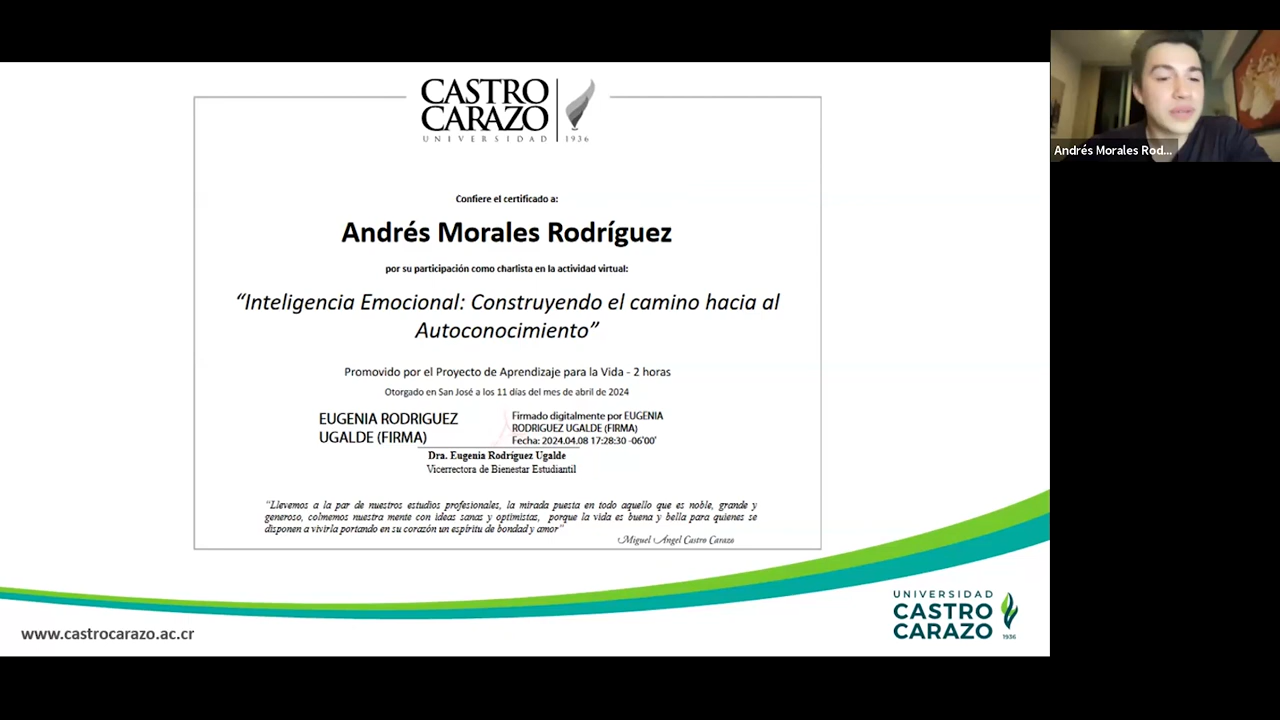 CASTRO
CARAZO
UNIVERSIDAD 1936
Confiere el certificado a:
Andrés Morales Rodríguez
por su participación como charlista en la actividad virtual:
“Inteligencia Emocional: Construyendo el camino hacia al
Autoconocimiento”
Promovido por el Proyecto de Aprendizaje para la Vida - 2 horas
Otorgado en San José a los 11 días del mes de abril de 2024
EUGENIA RODRIGUEZ
UGALDE (FIRMA)
Firmado digitalmente por EUGENIA
RODRIGUEZ UGALDE (FIRMA)
Fecha: 2024.04.08 17:28:30 -06'00'
Dra. Eugenia Rodríguez Ugalde
Vicerrectora de Bienestar Estudiantil
“Llevemos a la par de nuestros estudios profesionales, la mirada puesta en todo aquello que es noble, grande y
generoso, colmemos nuestra mente con ideas sanas y optimistas, porque la vida es buena y bella para quienes se
disponen a vivirla portando en su corazón un espíritu de bondad y amor”
Miguel Ángel Castro Carazo
www.castrocarazo.ac.cr
UNIVERSIDAD
CASTRO
CARAZO
1936
Andrés Morales Rod...